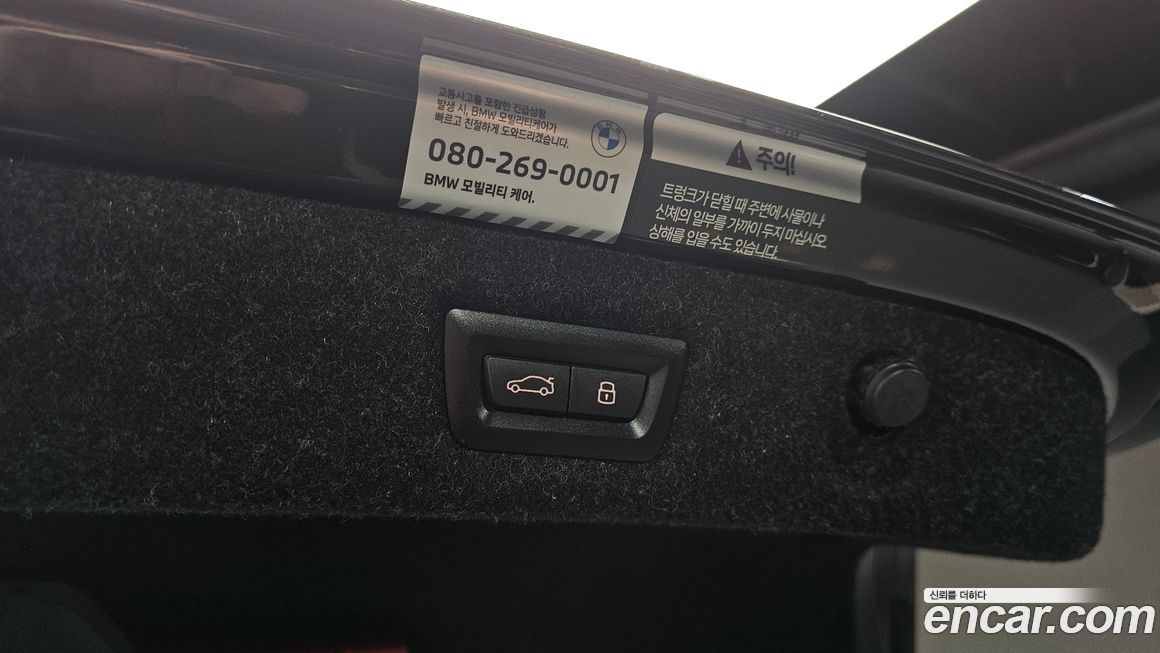 교통사고를 포함한 긴급상황
발생 시, BMW 모빌리티케어가
빠르고 친절하게 도와드리겠습니다.
080-269-0001
BMW 모빌리티 케어.
BMW
주의!
트렁크가 닫힐 때 주변에 사물이나
신체의 일부를 가까이 두지 마십시오
상해를 입을 수도 있습니다.
신뢰를 더하다
encar.com